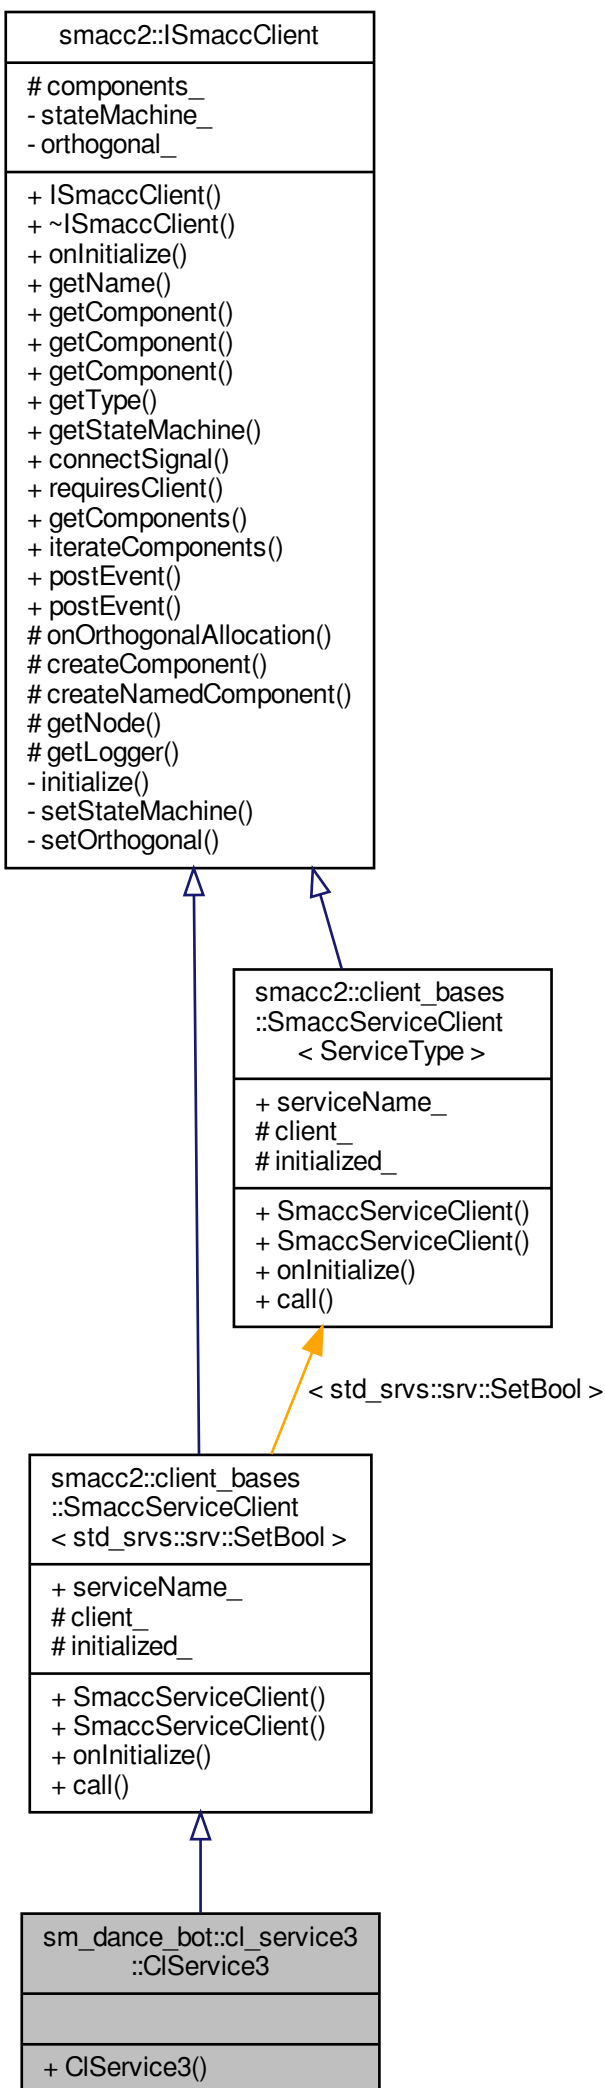 smacc2::ISmaccClient
# components_
- stateMachine_
- orthogonal_
+ ISmaccClient()
+ ~ISmaccClient()
+ onInitialize()
+ getName()
+ getComponent()
+ getComponent()
+ getComponent()
+ getType()
+ getStateMachine()
+ connectSignal()
+ requiresClient()
+ getComponents()
+ iterateComponents()
+ postEvent()
+ postEvent()
# onOrthogonalAllocation()
# createComponent()
# createNamedComponent()
# getNode()
# getLogger()
- initialize()
- setStateMachine()
- setOrthogonal()
smacc2::client_bases
::SmaccServiceClient
< ServiceType >
+ serviceName_
# client_
# initialized_
+ SmaccServiceClient()
+ SmaccServiceClient()
+ onInitialize()
+ call()
< std_srvs::srv::SetBool >
smacc2::client_bases
::SmaccServiceClient
< std_srvs::srv::SetBool >
+ serviceName_
# client_
# initialized_
+ SmaccServiceClient()
+ SmaccServiceClient()
+ onInitialize()
+ call()
sm_dance_bot::cl_service3
::ClService3
+ ClService3()